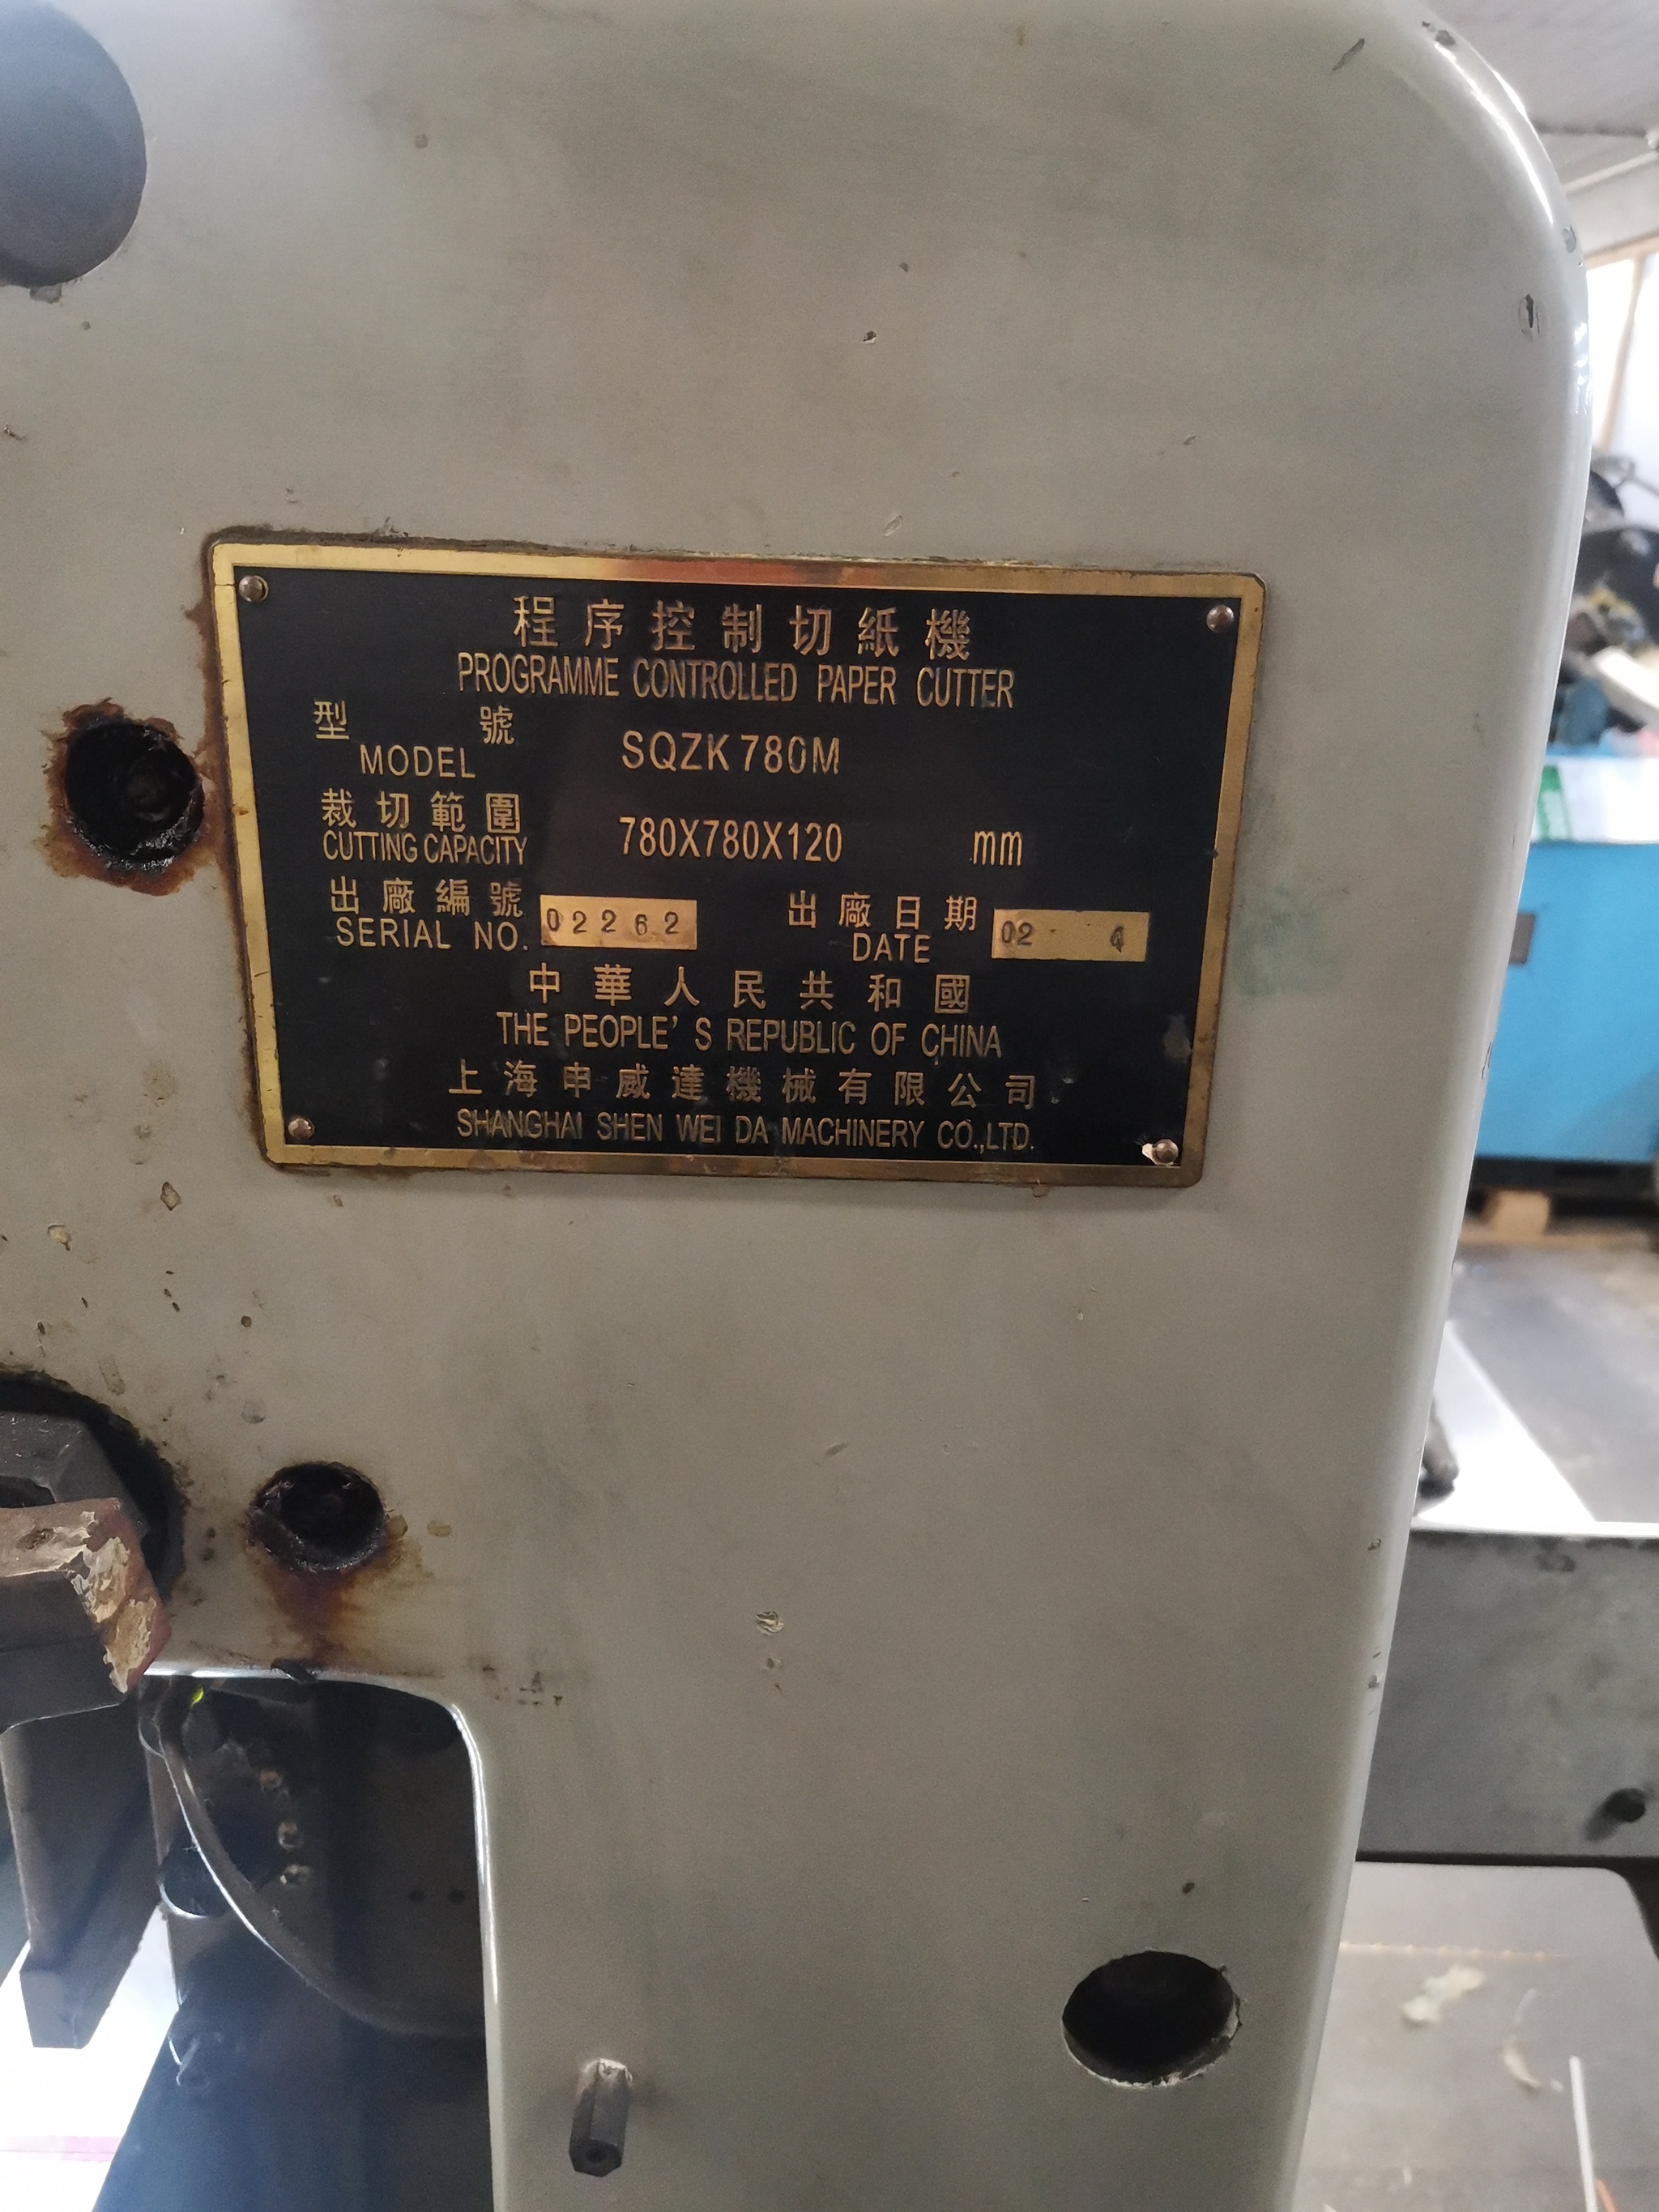 程序控制切紙機
PROGRAMME CONTROLLED PAPER CUTTER
型號
MODEL SQZK780M
裁切範圍
CUTTING CAPACITY 780X780X120 mm
出廠編號 出廠日期
SERIAL NO. 02262 DATE 02 4
中華人民共和國
THE PEOPLE'S REPUBLIC OF CHINA
上海申威達機械有限公司
SHANGHAI SHEN WEI DA MACHINERY CO.,LTD.